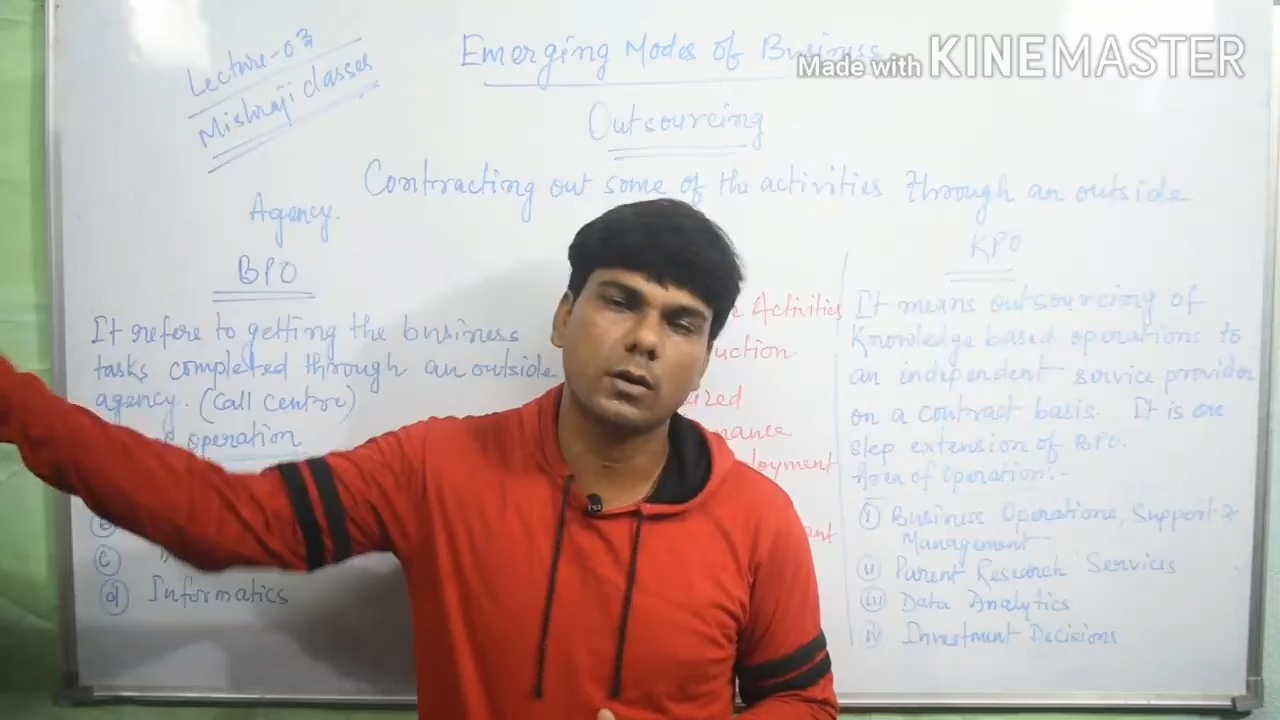 Lecture-03
Mishraji classes
Emerging Modes of Business
Made with KINEMASTER
Outsourcing
Contracting out some of the activities through an outside
Agency.
BPO
It refers to getting the business
tasks completed through an outside
agency. (Call Centre)
operation
d Informatics
Activities
KPO
It means outsourcing of
Knowledge based operations to
an independent service provider
on a contract basis. It is one
step extension of BPO.
Area of Operation:-
i Business Operations, Support &
Management
ii Parent Research Services
iii Data Analytics
iv Investment Decisions